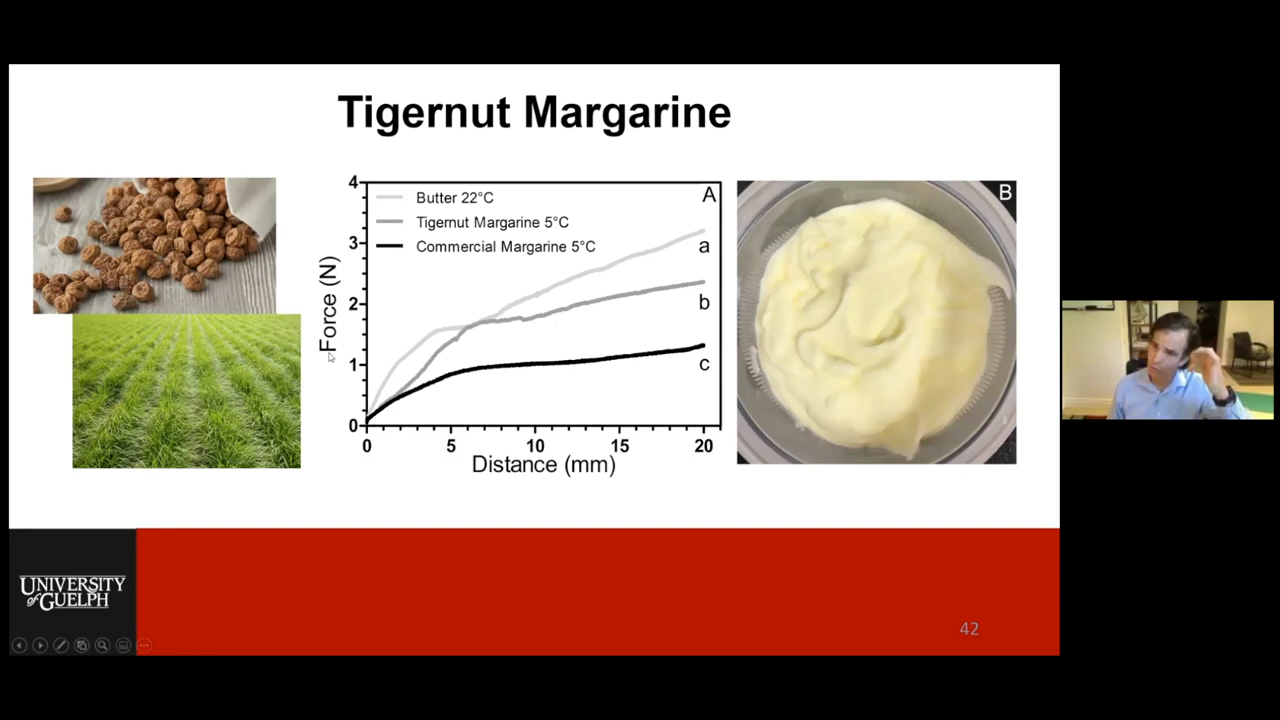 Tigernut Margarine
4
3
2
1
0
Force (N)
Butter 22°C
Tigernut Margarine 5°C
Commercial Margarine 5°C
A
a
b
c
0 5 10 15 20
Distance (mm)
B
UNIVERSITY
of GUELPH
42